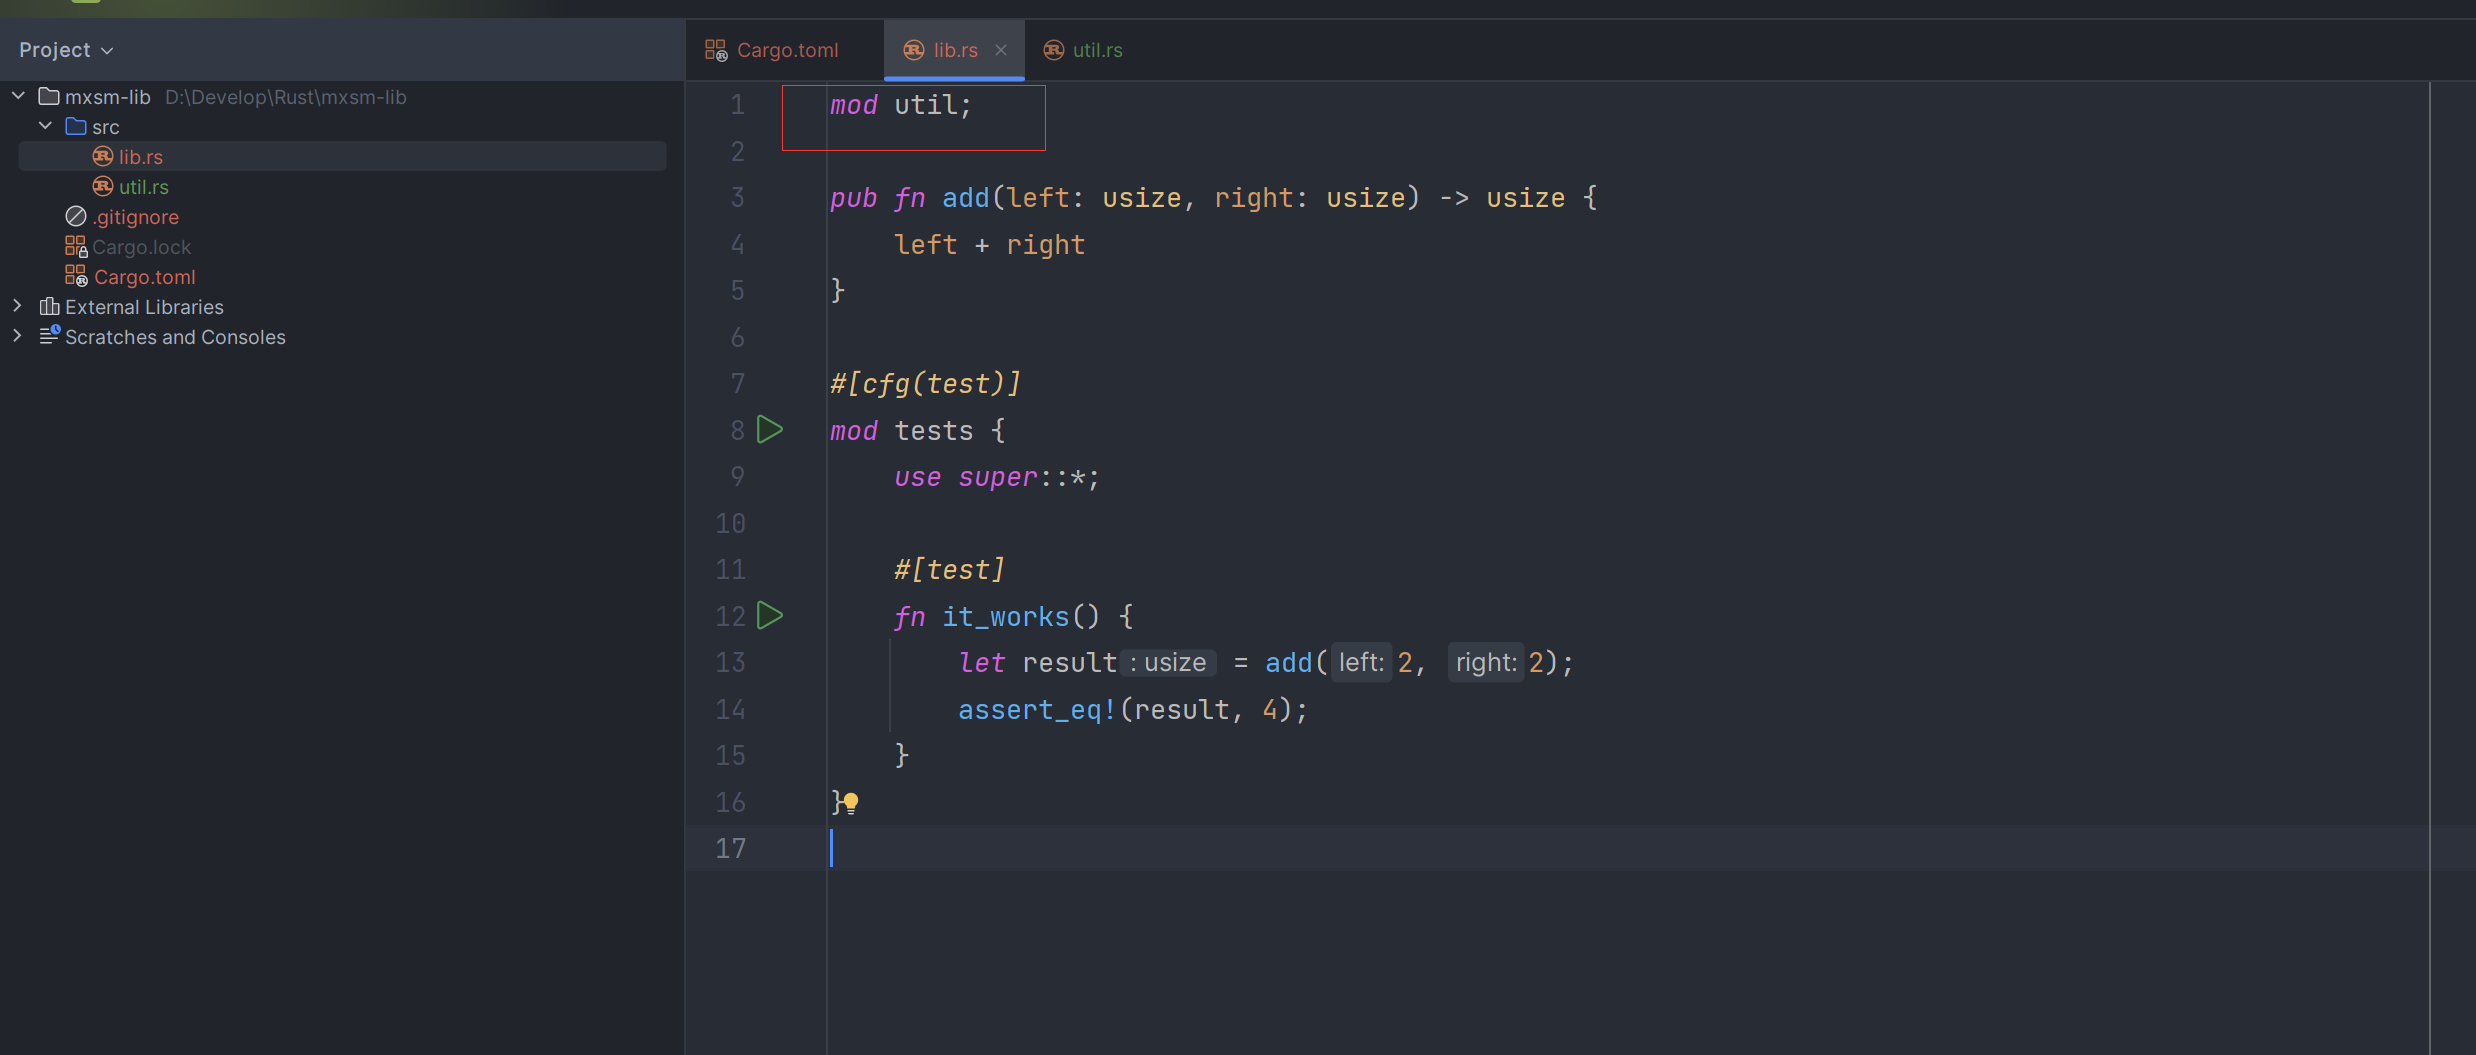 Project
mxsm-lib D:\Develop\Rust\mxsm-lib
src
lib.rs
util.rs
.gitignore
Cargo.lock
Cargo.toml
External Libraries
Scratches and Consoles
Cargo.toml lib.rs util.rs
1 mod util;
2
3 pub fn add(left: usize, right: usize) -> usize {
4 left + right
5 }
6
7 #[cfg(test)]
8 mod tests {
9 use super::*;
10
11 #[test]
12 fn it_works() {
13 let result : usize = add( left: 2, right: 2);
14 assert_eq!(result, 4);
15 }
16 }
17